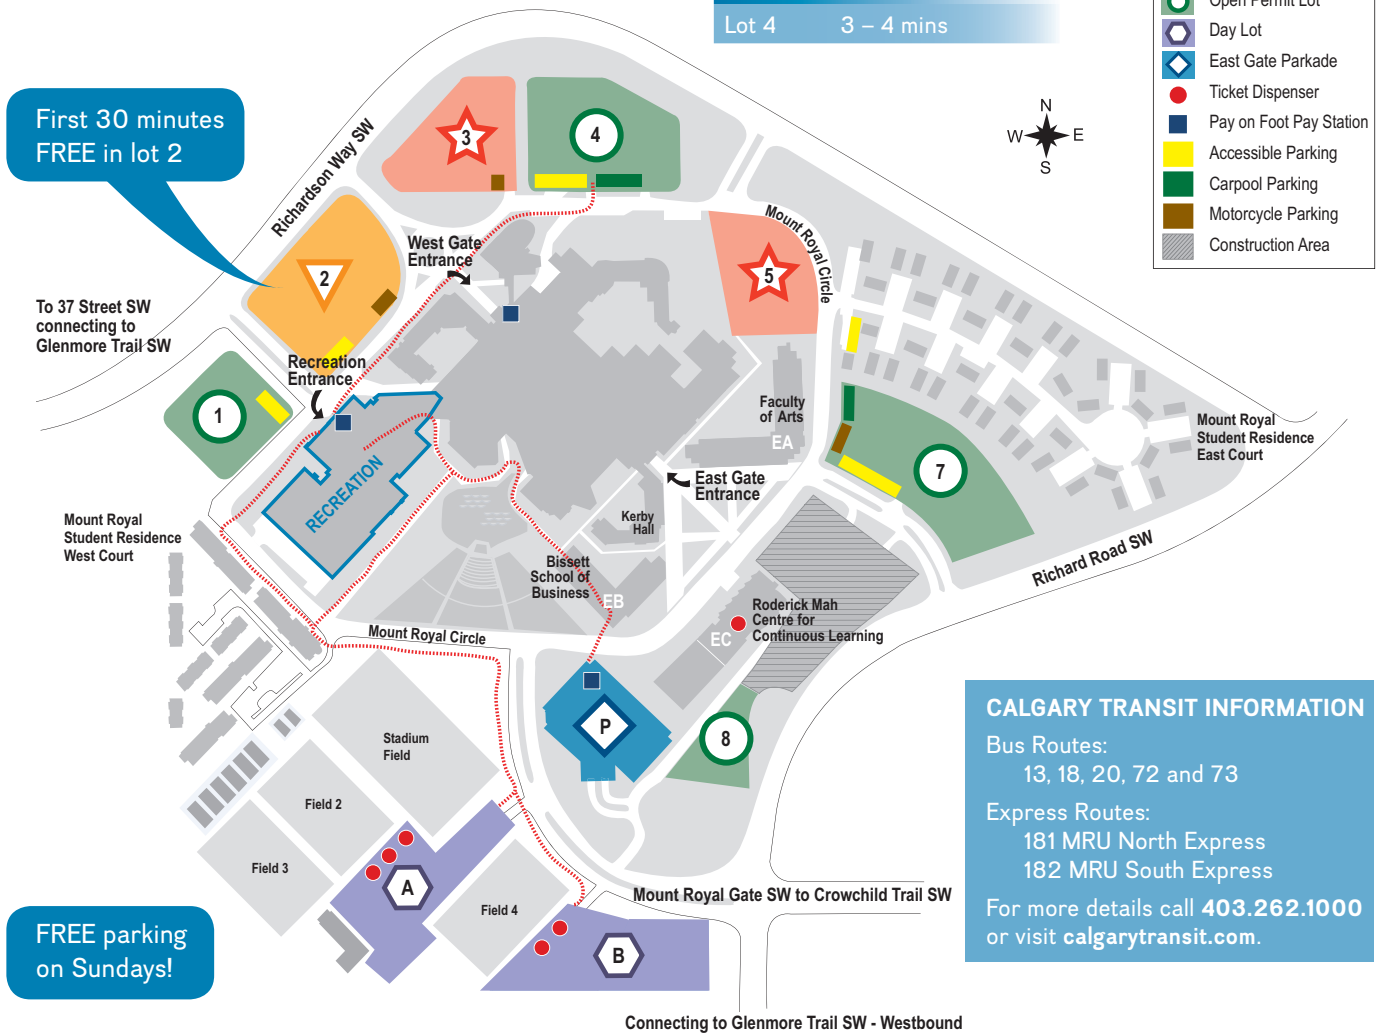 Lot 4 3 – 4 mins
Open Permit Lot
Day Lot
East Gate Parkade
Ticket Dispenser
Pay on Foot Pay Station
Accessible Parking
Carpool Parking
Motorcycle Parking
Construction Area
N
W E
S
First 30 minutes
FREE in lot 2
Richardson Way SW
3
4
2
5
1
7
8
P
A
B
West Gate
Entrance
Mount Royal Circle
To 37 Street SW
connecting to
Glenmore Trail SW
Recreation
Entrance
RECREATION
Faculty
of Arts
EA
East Gate
Entrance
Mount Royal
Student Residence
East Court
Mount Royal
Student Residence
West Court
Kerby
Hall
Bissett
School of
Business
EB
Richard Road SW
Roderick Mah
Centre for
Continuous Learning
EC
Mount Royal Circle
Stadium
Field
Field 2
Field 3
Field 4
Mount Royal Gate SW to Crowchild Trail SW
Connecting to Glenmore Trail SW - Westbound
FREE parking
on Sundays!
CALGARY TRANSIT INFORMATION
Bus Routes:
13, 18, 20, 72 and 73
Express Routes:
181 MRU North Express
182 MRU South Express
For more details call 403.262.1000
or visit calgarytransit.com.